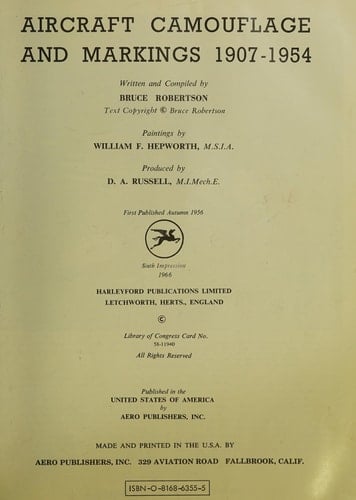 AIRCRAFT CAMOUFLAGE
AND MARKINGS 1907-1954
Written and Compiled by
BRUCE ROBERTSON
Text Copyright © Bruce Robertson
Paintings by
WILLIAM F. HEPWORTH, M.S.I.A.
Produced by
D. A. RUSSELL, M.I.Mech.E.
First Published Autumn 1956
Sixth Impression
1966
HARLEYFORD PUBLICATIONS LIMITED
LETCHWORTH, HERTS., ENGLAND
©
Library of Congress Card No.
56-11940
All Rights Reserved
Published in the
UNITED STATES OF AMERICA
by
AERO PUBLISHERS, INC.
MADE AND PRINTED IN THE U.S.A. BY
AERO PUBLISHERS, INC. 329 AVIATION ROAD FALLBROOK, CALIF.
ISBN-O-8168-6355-5